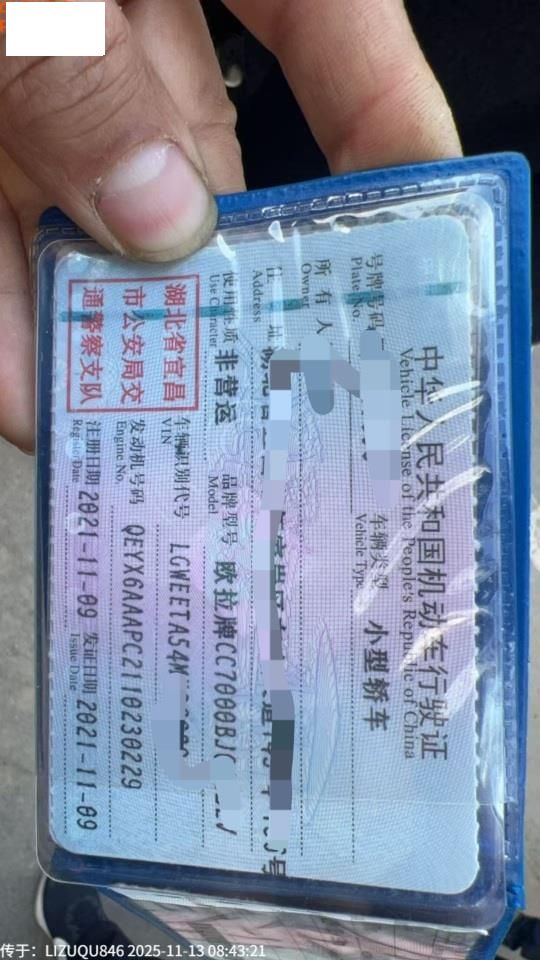 中华人民共和国机动车行驶证
Vehicle License of the People's Republic of China
号牌号码
Plate No.
车辆类型 小型轿车
Vehicle Type
所有人
Owner
住址
Address
号
使用性质 非营运 品牌型号 欧拉牌CC7000BJ
Use Character Model
湖北省宜昌
市公安局交
通警察支队
车辆识别代号 LGWEETA54M
VIN
发动机号码 QEYX6AAAPC2110230229
Engine No.
注册日期 2021-11-09 发证日期 2021-11-09
Register Date Issue Date
传于: LIZUQU846 2025-11-13 08:43:21